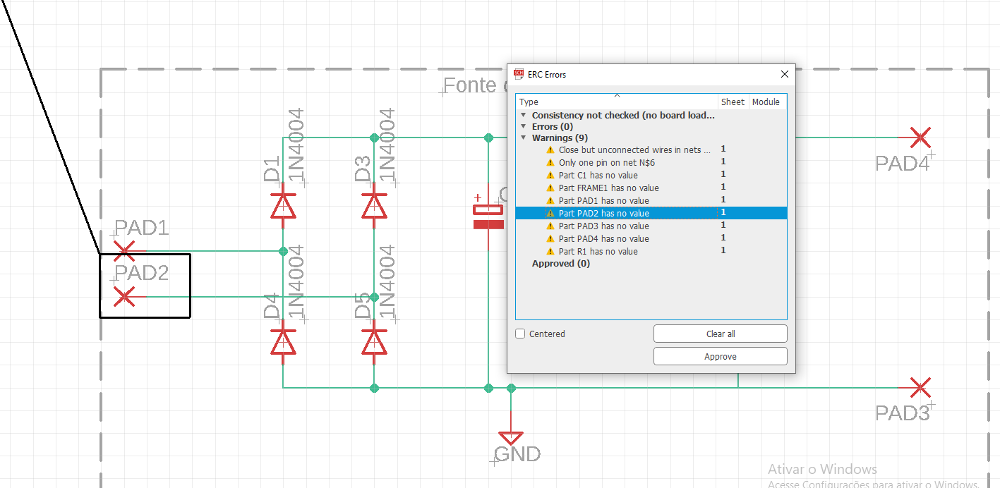 Fonte
ERC Errors
Type Sheet Module
Consistency not checked (no board load...
Errors (0)
Warnings (9)
Close but unconnected wires in nets ... 1
Only one pin on net N$6 1
Part C1 has no value 1
Part FRAME1 has no value 1
Part PAD1 has no value 1
Part PAD2 has no value 1
Part PAD3 has no value 1
Part PAD4 has no value 1
Part R1 has no value 1
Approved (0)
Centered
Clear all
Approve
D1
1N4004
D3
1N4004
+
PAD4
PAD1
PAD2
D4
1N4004
D5
1N4004
PAD3
GND
Ativar o Windows
Acesse Configurações para ativar o Windows.